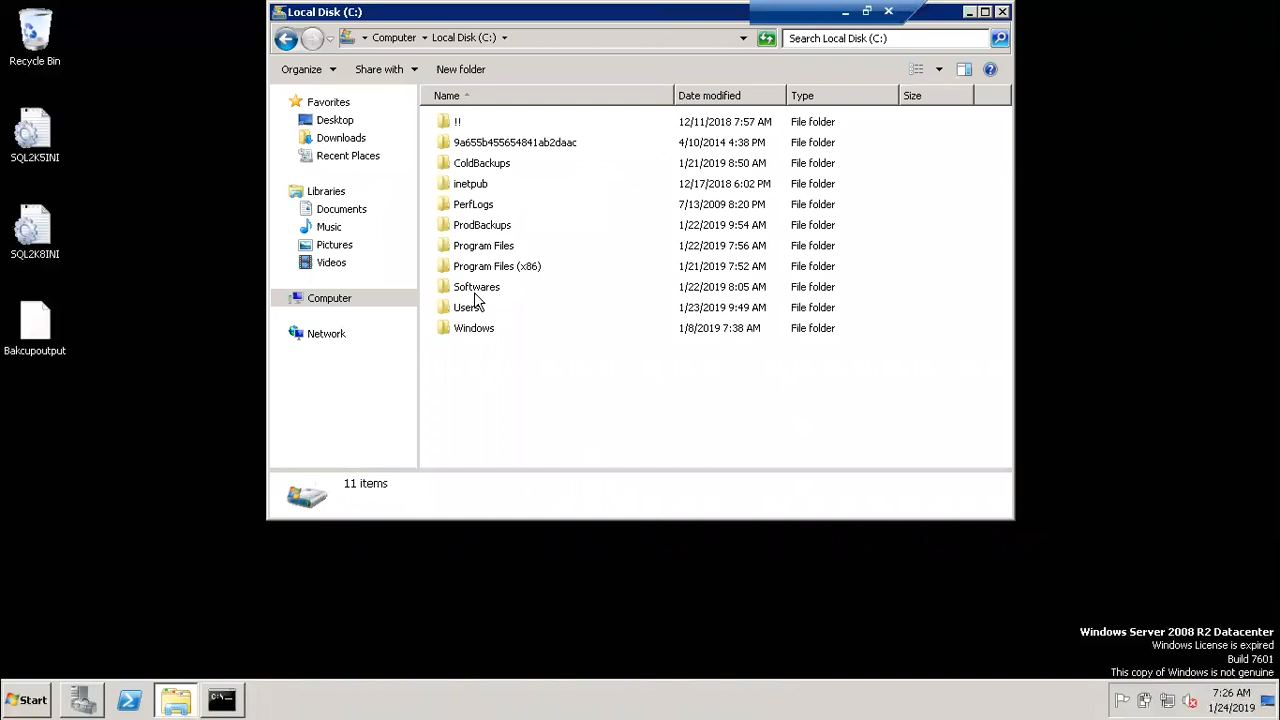 Recycle Bin
SQL2K5INI
SQL2K8INI
Bakcupoutput
Local Disk (C:)
Computer
Local Disk (C:)
Search Local Disk (C:)
Organize
Share with
New folder
Favorites
Desktop
Downloads
Recent Places
Libraries
Documents
Music
Pictures
Videos
Computer
Network
Name Date modified Type Size
!! 12/11/2018 7:57 AM File folder
9a655b455654841ab2daac 4/10/2014 4:38 PM File folder
ColdBackups 1/21/2019 8:50 AM File folder
inetpub 12/17/2018 6:02 PM File folder
PerfLogs 7/13/2009 8:20 PM File folder
ProdBackups 1/22/2019 9:54 AM File folder
Program Files 1/22/2019 7:56 AM File folder
Program Files (x86) 1/21/2019 7:52 AM File folder
Softwares 1/22/2019 8:05 AM File folder
Users 1/23/2019 9:49 AM File folder
Windows 1/8/2019 7:38 AM File folder
11 items
Windows Server 2008 R2 Datacenter
Windows License is expired
Build 7601
This copy of Windows is not genuine
Start
C:\
7:26 AM
1/24/2019